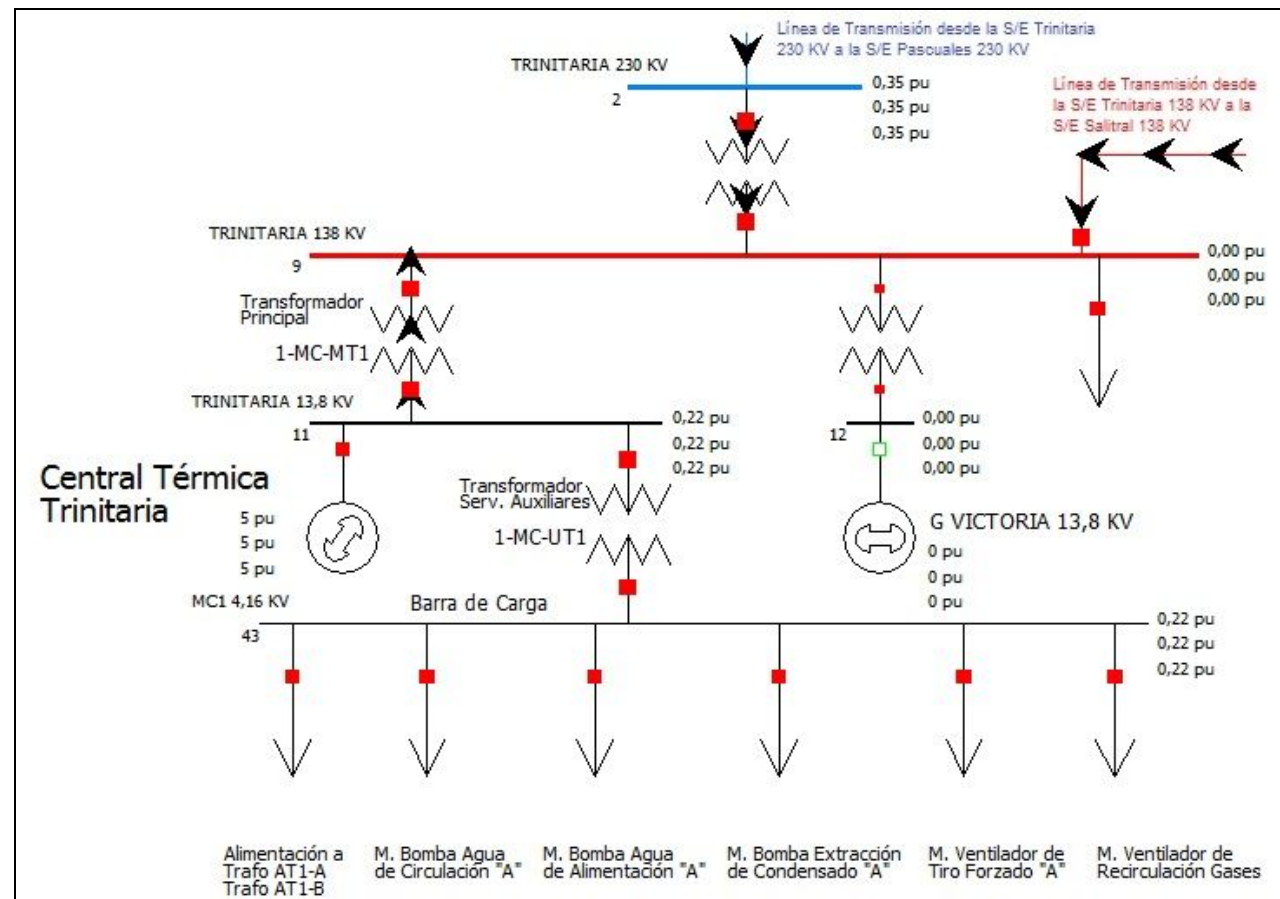 Línea de Transmisión desde la S/E Trinitaria
230 KV a la S/E Pascuales 230 KV
TRINITARIA 230 KV
2
0,35 pu
0,35 pu
0,35 pu
Línea de Transmisión desde
la S/E Trinitaria 138 KV a la
S/E Salitral 138 KV
TRINITARIA 138 KV
9
0,00 pu
0,00 pu
0,00 pu
Transformador
Principal
1-MC-MT1
TRINITARIA 13,8 KV
11
0,22 pu
0,22 pu
0,22 pu
12
0,00 pu
0,00 pu
0,00 pu
Central Térmica
Trinitaria
5 pu
5 pu
5 pu
Transformador
Serv. Auxiliares
1-MC-UT1
G VICTORIA 13,8 KV
0 pu
0 pu
0 pu
MC1 4,16 KV
43
Barra de Carga
0,22 pu
0,22 pu
0,22 pu
Alimentación a
Trafo AT1-A
Trafo AT1-B
M. Bomba Agua
de Circulación "A"
M. Bomba Agua
de Alimentación "A"
M. Bomba Extracción
de Condensado "A"
M. Ventilador de
Tiro Forzado "A"
M. Ventilador de
Recirculación Gases